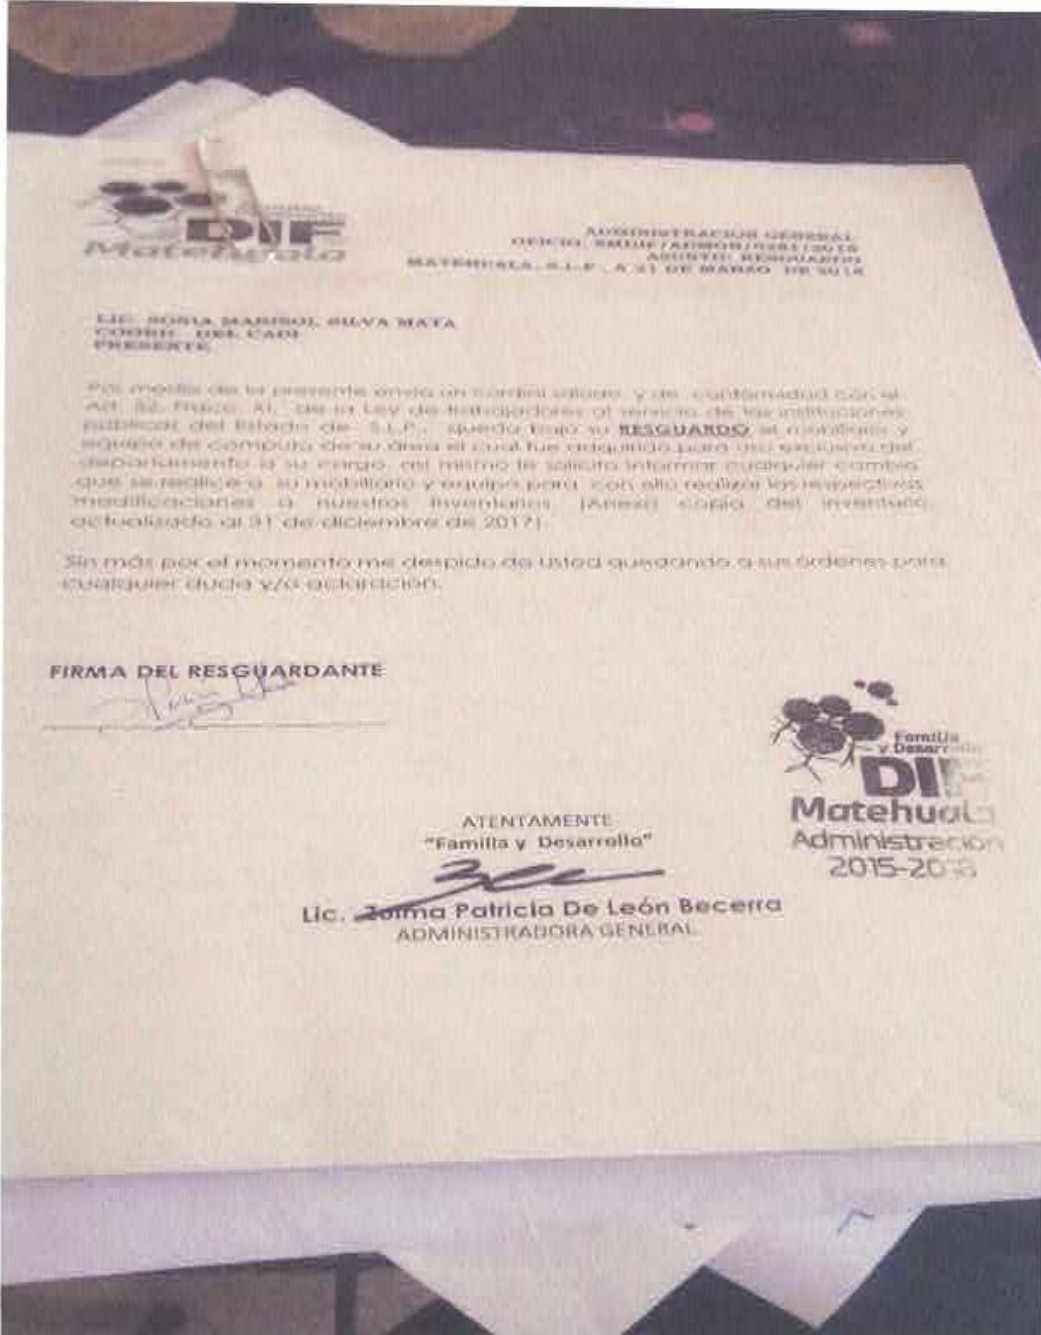 DIF
Matehuala
ADMINISTRACION GENERAL
ASUNTO: RESGUARDO
MATEHUALA, S.L.P., A 21 DE MARZO DE 2018
LIC. SONIA MARISOL SILVA MATA
COORD. DEL CADI
PRESENTE
Por medio de la presente envío un cordial saludo, y de conformidad con el
Art. 52, Fracc. XI, de la Ley de trabajadores al servicio de las instituciones
públicas del Estado de S.L.P., queda bajo su RESGUARDO el mobiliario y
equipo de computo de su área el cual fue adquirido para uso exclusivo del
departamento a su cargo, así mismo le solicito informar cualquier cambio
que se realice a su mobiliario y equipo para con ello realizar las respectivas
modificaciones a nuestros inventarios. (Anexo copia del inventario
actualizado al 31 de diciembre de 2017).
Sin más por el momento me despido de usted quedando a sus órdenes para
cualquier duda y/o aclaración.
FIRMA DEL RESGUARDANTE
Familia
y Desarrollo
DIF
Matehuala
Administración
2015-2018
ATENTAMENTE
"Familia y Desarrollo"
Lic. Patricia De León Becerra
ADMINISTRADORA GENERAL